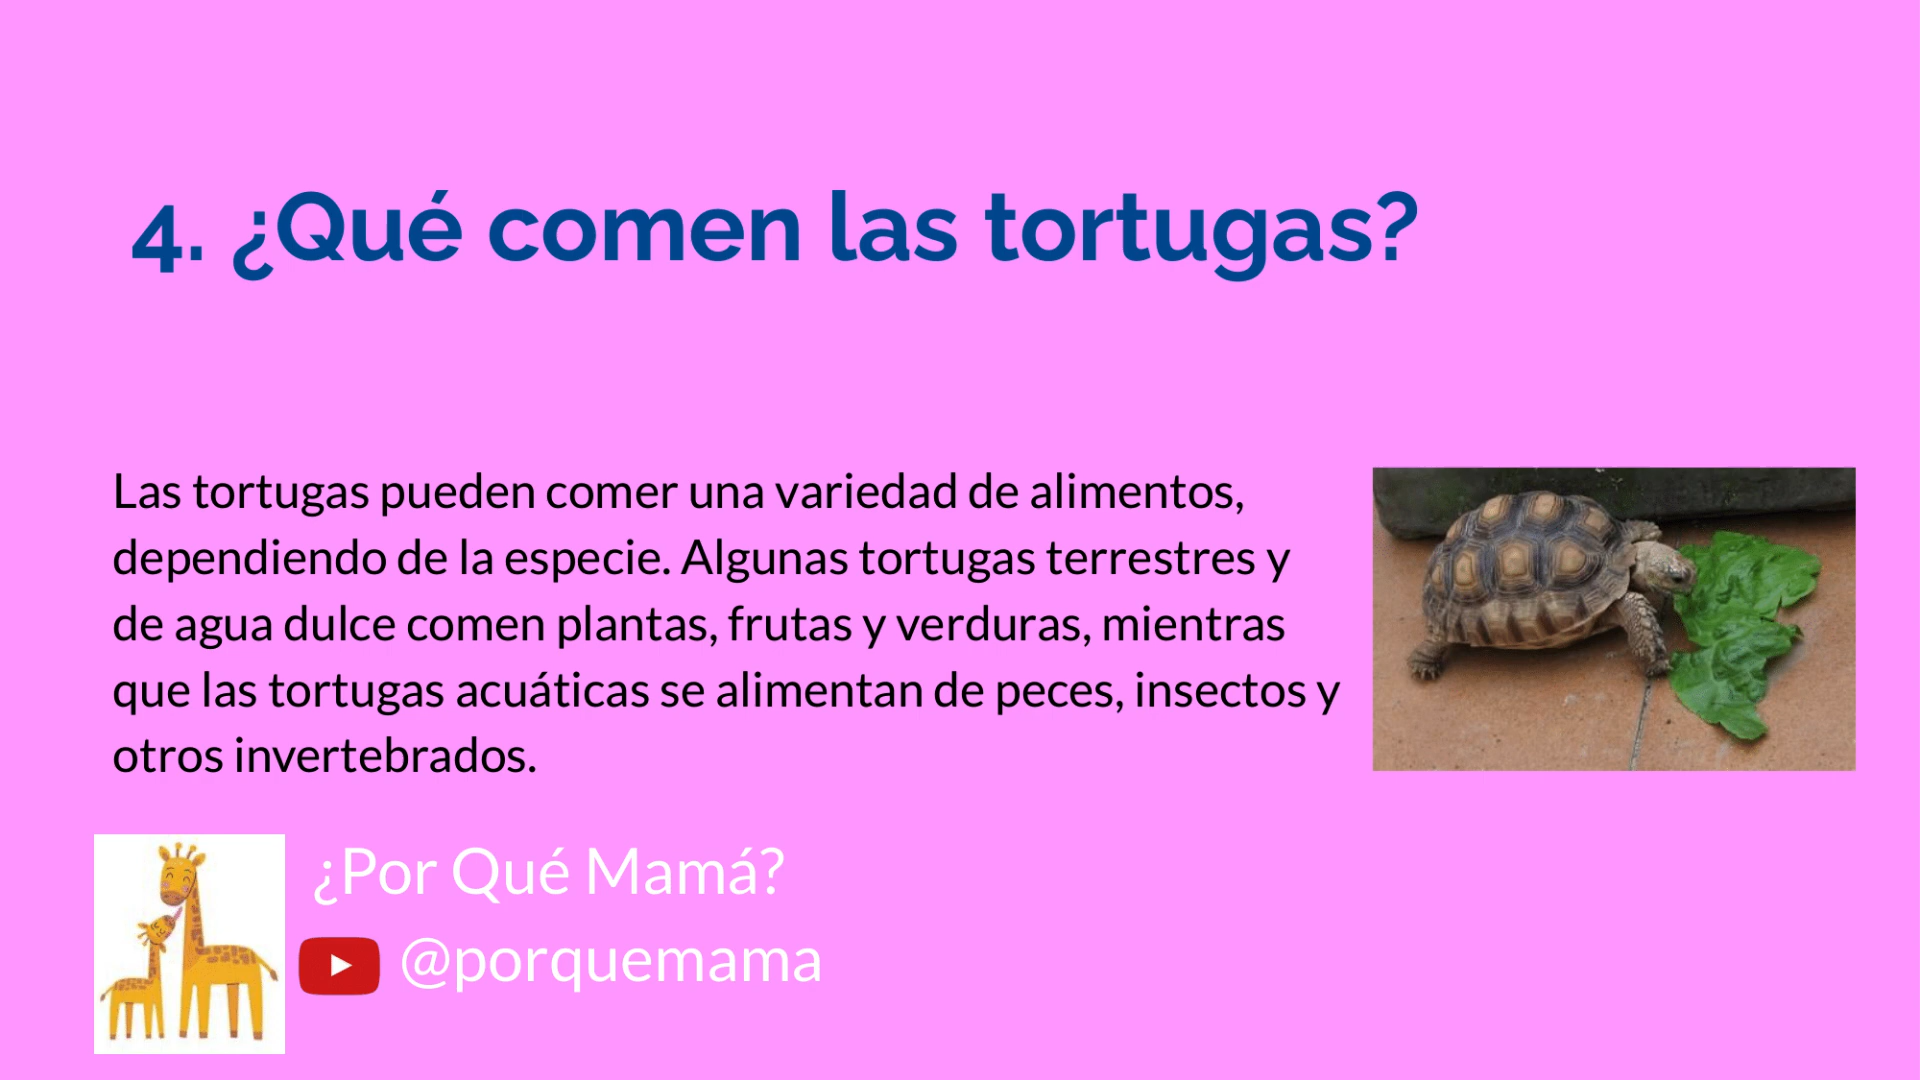 4. ¿Qué comen las tortugas?
Las tortugas pueden comer una variedad de alimentos,
dependiendo de la especie. Algunas tortugas terrestres y
de agua dulce comen plantas, frutas y verduras, mientras
que las tortugas acuáticas se alimentan de peces, insectos y
otros invertebrados.
¿Por Qué Mamá?
@porquemama